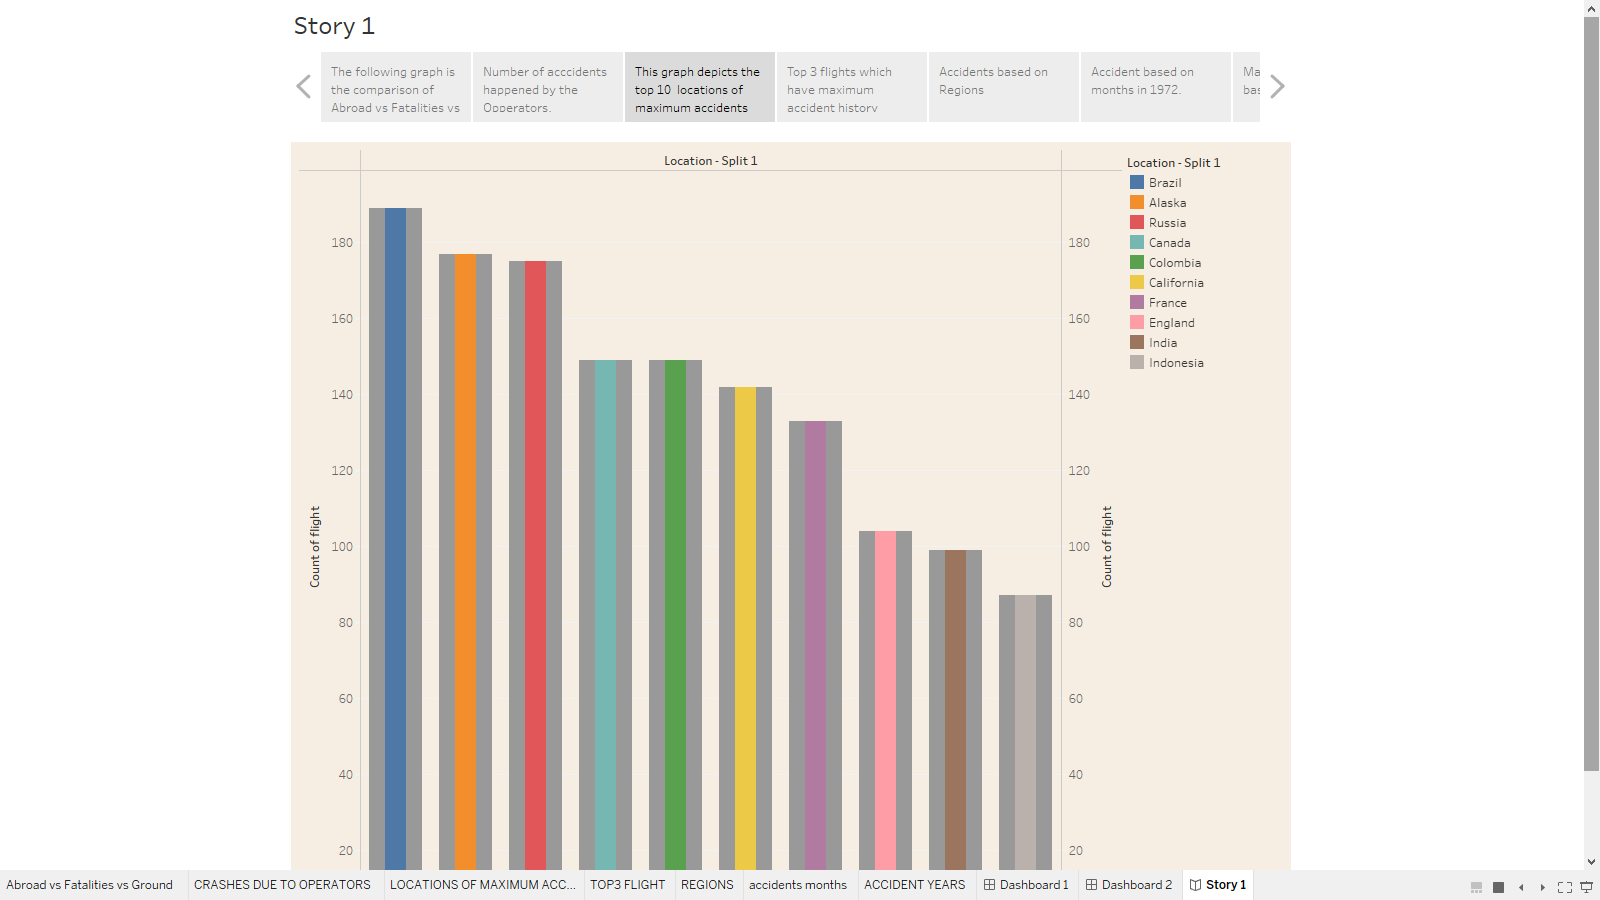 Story 1
The following graph is
the comparison of
Abroad vs Fatalities vs
Number of acccidents
happened by the
Opperators.
This graph depicts the
top 10  locations of
maximum accidents
Top 3 flights which
have maximum
accident history
Accidents based on
Regions
Accident based on
months in 1972.
Ma
bas
Location - Split 1
Count of flight
180
160
140
120
100
80
60
40
20
180
160
140
120
100
80
60
40
20
Count of flight
Location - Split 1
Brazil
Alaska
Russia
Canada
Colombia
California
France
England
India
Indonesia
Abroad vs Fatalities vs Ground
CRASHES DUE TO OPERATORS
LOCATIONS OF MAXIMUM ACC...
TOP3 FLIGHT
REGIONS
accidents months
ACCIDENT YEARS
Dashboard 1
Dashboard 2
Story 1